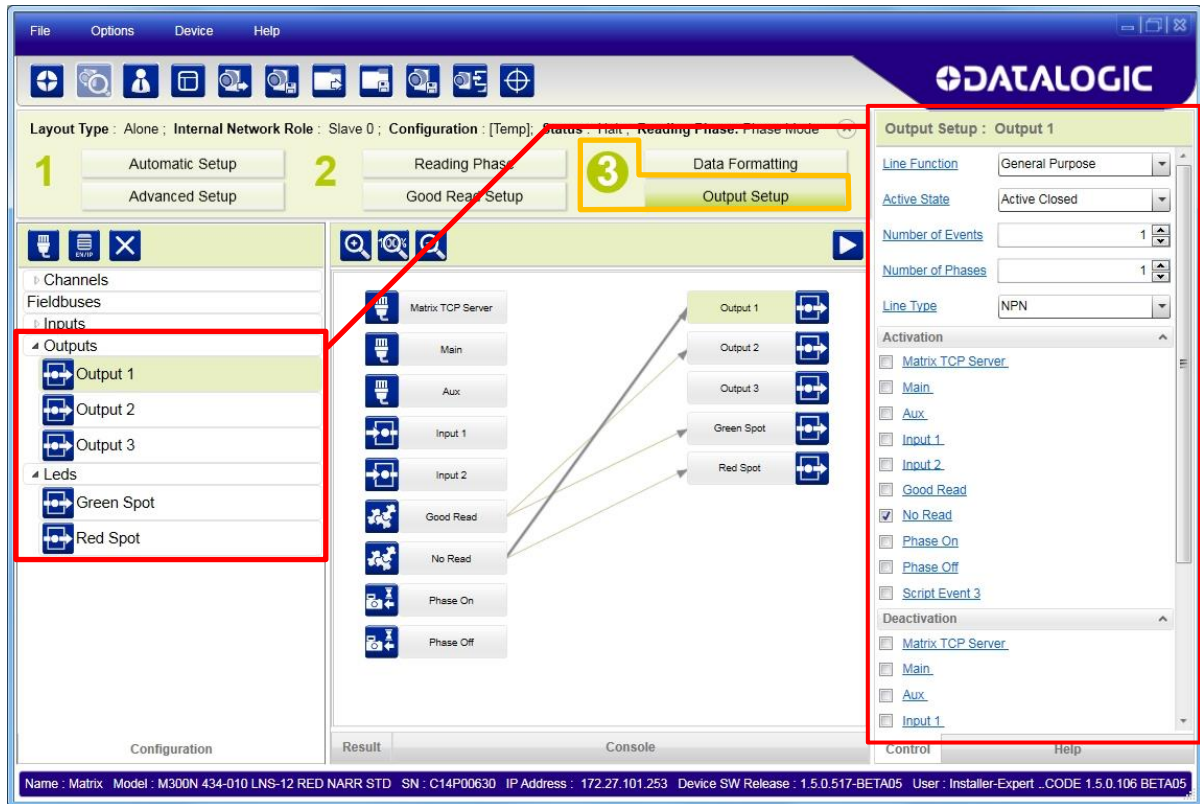 File Options Device Help
DATALOGIC
Layout Type : Alone ; Internal Network Role : Slave 0 ; Configuration : [Temp]; Status : Halt ; Reading Phase: Phase Mode
1 Automatic Setup 2 Reading Phase 3 Data Formatting
Advanced Setup Good Read Setup Output Setup
EN/IP
100%
Channels
Fieldbuses
Inputs
Outputs
Output 1
Output 2
Output 3
Leds
Green Spot
Red Spot
Configuration
Matrix TCP Server
Main
Aux
Input 1
Input 2
Good Read
No Read
Phase On
Phase Off
Output 1
Output 2
Output 3
Green Spot
Red Spot
Result Console
Output Setup : Output 1
Line Function General Purpose
Active State Active Closed
Number of Events 1
Number of Phases 1
Line Type NPN
Activation
Matrix TCP Server
Main
Aux
Input 1
Input 2
Good Read
No Read
Phase On
Phase Off
Script Event 3
Deactivation
Matrix TCP Server
Main
Aux
Input 1
Control Help
Name : Matrix Model : M300N 434-010 LNS-12 RED NARR STD SN : C14P00630 IP Address : 172.27.101.253 Device SW Release : 1.5.0.517-BETA05 User : Installer-Expert ..CODE 1.5.0.106 BETA05